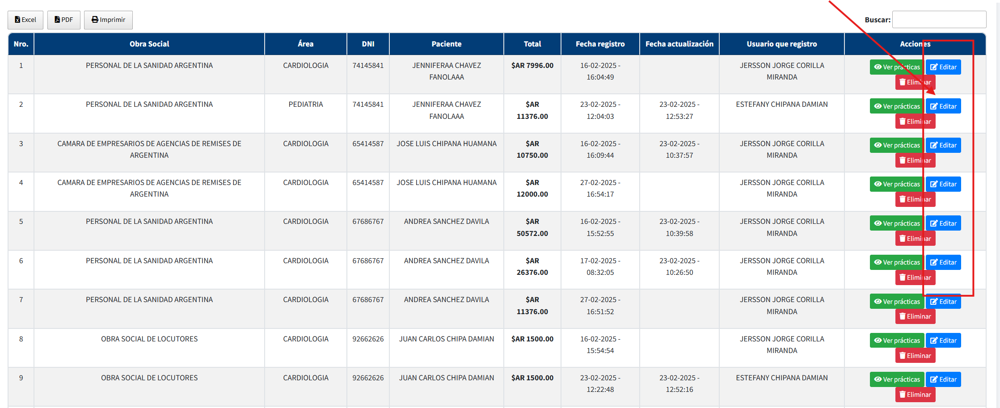 Excel PDF Imprimir Buscar:
Nro. Obra Social Área DNI Paciente Total Fecha registro Fecha actualización Usuario que registro Acciones
1 PERSONAL DE LA SANIDAD ARGENTINA CARDIOLOGIA 74145841 JENNIFERAA CHAVEZ $AR 7996.00 16-02-2025 - JERSSON JORGE CORILLA Ver prácticas Editar
FANOLAAA 16:04:49 MIRANDA Eliminar
2 PERSONAL DE LA SANIDAD ARGENTINA PEDIATRIA 74145841 JENNIFERAA CHAVEZ $AR 23-02-2025 - 23-02-2025 - ESTEFANY CHIPANA DAMIAN Ver prácticas Editar
FANOLAAA 11376.00 12:04:03 12:53:27 Eliminar
3 CAMARA DE EMPRESARIOS DE AGENCIAS DE REMISES DE CARDIOLOGIA 65414587 JOSE LUIS CHIPANA HUAMANA $AR 16-02-2025 - 23-02-2025 - JERSSON JORGE CORILLA Ver prácticas Editar
ARGENTINA 10750.00 16:09:44 10:37:57 MIRANDA Eliminar
4 CAMARA DE EMPRESARIOS DE AGENCIAS DE REMISES DE CARDIOLOGIA 65414587 JOSE LUIS CHIPANA HUAMANA $AR 27-02-2025 - JERSSON JORGE CORILLA Ver prácticas Editar
ARGENTINA 12000.00 16:54:17 MIRANDA Eliminar
5 PERSONAL DE LA SANIDAD ARGENTINA CARDIOLOGIA 67686767 ANDREA SANCHEZ DAVILA $AR 16-02-2025 - 23-02-2025 - JERSSON JORGE CORILLA Ver prácticas Editar
50572.00 15:52:55 10:39:58 MIRANDA Eliminar
6 PERSONAL DE LA SANIDAD ARGENTINA CARDIOLOGIA 67686767 ANDREA SANCHEZ DAVILA $AR 17-02-2025 - 23-02-2025 - JERSSON JORGE CORILLA Ver prácticas Editar
26376.00 08:32:05 10:26:50 MIRANDA Eliminar
7 PERSONAL DE LA SANIDAD ARGENTINA CARDIOLOGIA 67686767 ANDREA SANCHEZ DAVILA $AR 27-02-2025 - JERSSON JORGE CORILLA Ver prácticas Editar
11376.00 16:51:52 MIRANDA Eliminar
8 OBRA SOCIAL DE LOCUTORES CARDIOLOGIA 92662626 JUAN CARLOS CHIPA DAMIAN $AR 1500.00 16-02-2025 - JERSSON JORGE CORILLA Ver prácticas Editar
15:54:54 MIRANDA Eliminar
9 OBRA SOCIAL DE LOCUTORES CARDIOLOGIA 92662626 JUAN CARLOS CHIPA DAMIAN $AR 1500.00 23-02-2025 - 23-02-2025 - ESTEFANY CHIPANA DAMIAN Ver prácticas Editar
12:22:48 12:52:16 Eliminar